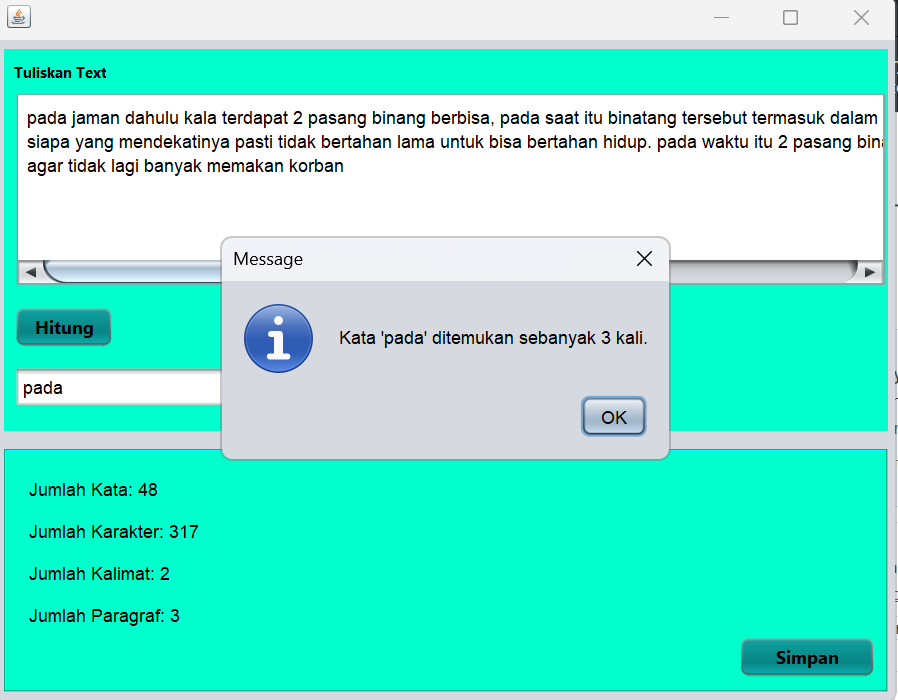 Tuliskan Text
pada jaman dahulu kala terdapat 2 pasang binang berbisa, pada saat itu binatang tersebut termasuk dalam
siapa yang mendekatinya pasti tidak bertahan lama untuk bisa bertahan hidup. pada waktu itu 2 pasang
agar tidak lagi banyak memakan korban
Message
Kata 'pada' ditemukan sebanyak 3 kali.
OK
Hitung
pada
Jumlah Kata: 48
Jumlah Karakter: 317
Jumlah Kalimat: 2
Jumlah Paragraf: 3
Simpan